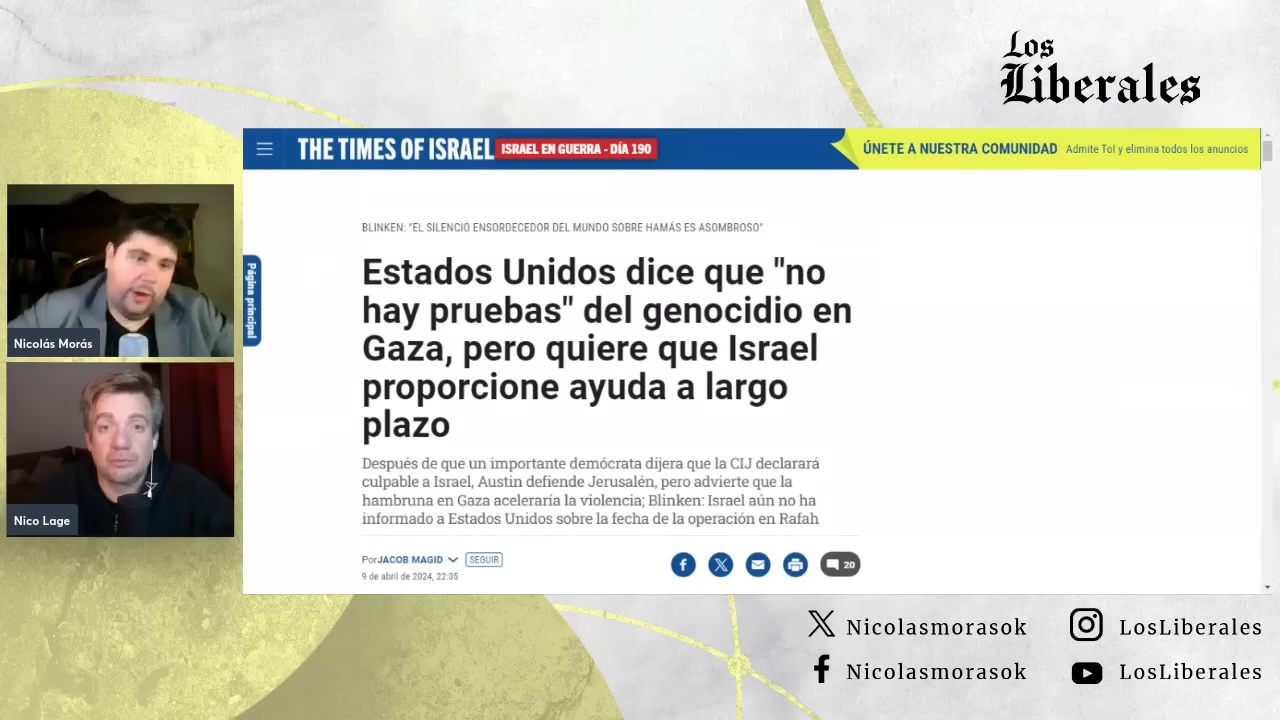 Los
Liberales
THE TIMES OF ISRAEL
ISRAEL EN GUERRA - DÍA 190
ÚNETE A NUESTRA COMUNIDAD Admite ToI y elimina todos los anuncios
BLINKEN: "EL SILENCIO ENSORDECEDOR DEL MUNDO SOBRE HAMÁS ES ASOMBROSO"
Página principal
Estados Unidos dice que "no
hay pruebas" del genocidio en
Gaza, pero quiere que Israel
proporcione ayuda a largo
plazo
Después de que un importante demócrata dijera que la CIJ declarará
culpable a Israel, Austin defiende Jerusalén, pero advierte que la
hambruna en Gaza aceleraría la violencia; Blinken: Israel aún no ha
informado a Estados Unidos sobre la fecha de la operación en Rafah
PorJACOB MAGID SEGUIR
9 de abril de 2024, 22:35
20
Nicolás Morás
Nico Lage
Nicolasmorasok
LosLiberales
Nicolasmorasok
LosLiberales